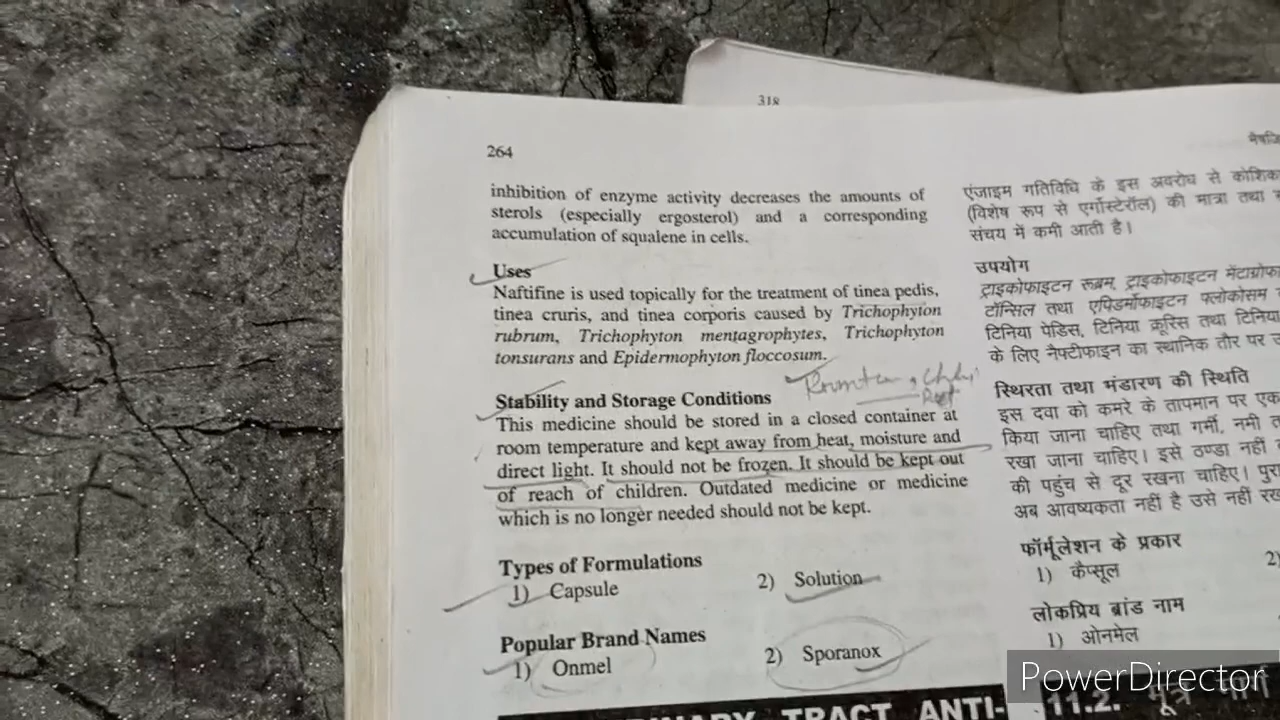 318
264
inhibition of enzyme activity decreases the amounts of
sterols (especially ergosterol) and a corresponding
accumulation of squalene in cells.
Uses
Naftifine is used topically for the treatment of tinea pedis,
tinea cruris, and tinea corporis caused by Trichophyton
rubrum, Trichophyton mentagrophytes, Trichophyton
tonsurans and Epidermophyton floccosum.
Stability and Storage Conditions
This medicine should be stored in a closed container at
room temperature and kept away from heat, moisture and
direct light. It should not be frozen. It should be kept out
of reach of children. Outdated medicine or medicine
which is no longer needed should not be kept.
Types of Formulations
1) Capsule 2) Solution
Popular Brand Names
1) Onmel 2) Sporanox
TRACT ANTI-
एंजाइम गतिविधि के इस अवरोध से
(विशेष रूप से एर्गोस्टेरॉल) की मात्रा तथा
संचय में कमी आती है।
उपयोग
ट्राइकोफाइटन रूब्रम, ट्राइकोफाइटन
टॉन्सिल तथा एपिडर्मोफाइटन फ्लोकोसम
टिनिया पेडिस, टिनिया क्रूरिस तथा टिनिया
के लिए नैफ्टीफाइन का स्थानिक तौर पर
स्थिरता तथा भंडारण की स्थिति
इस दवा को कमरे के तापमान पर एक
किया जाना चाहिए तथा गर्मी, नमी
रखा जाना चाहिए। इसे ठण्डा नहीं
की पहुंच से दूर रखना चाहिए।
अब आवष्यकता नहीं है उसे नहीं
फॉर्मूलेशन के प्रकार
1) कैप्सूल 2)
लोकप्रिय ब्रांड नाम
1) ओनमेल
11.2. मूत्र
PowerDirector